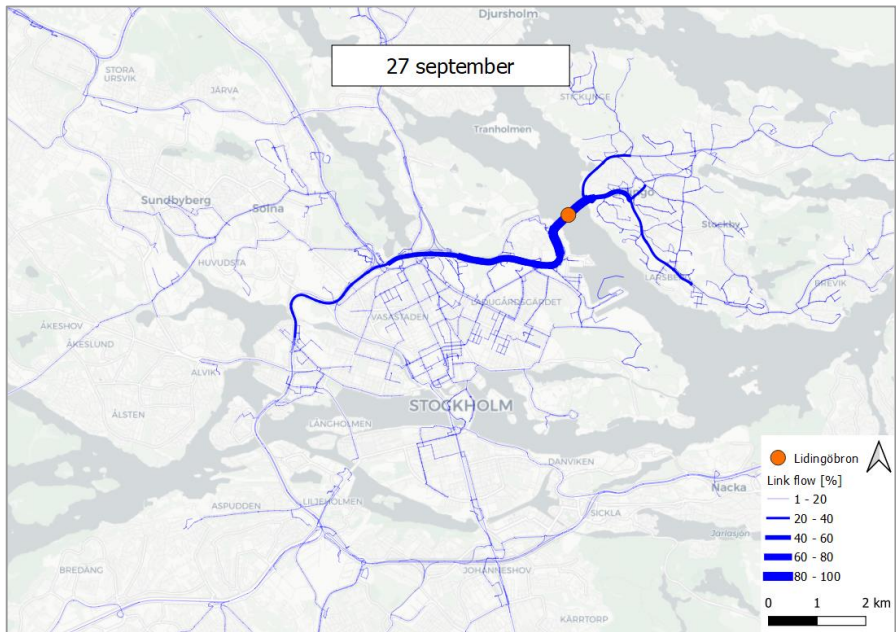 Djursholm
27 september
STORA
URSVIK
JÄRVA
STICKLINGE
Tranholmen
Sundbyberg
Solna
Stockby
HUVUDSTA
LARSBERG
BREVIK
LADUGÅRDSGÄRDET
VASASTADEN
ÅKESHOV
ÅKESLUND
ALVIK
STOCKHOLM
ÄLSTEN
LÅNGHOLMEN
DANVIKEN
Nacka
ASPUDDEN
LILJEHOLMEN
SICKLA
Järlasjön
BREDÄNG
JOHANNESHOV
KÄRRTORP
Lidingöbron
Link flow [%]
1 - 20
20 - 40
40 - 60
60 - 80
80 - 100
0 1 2 km